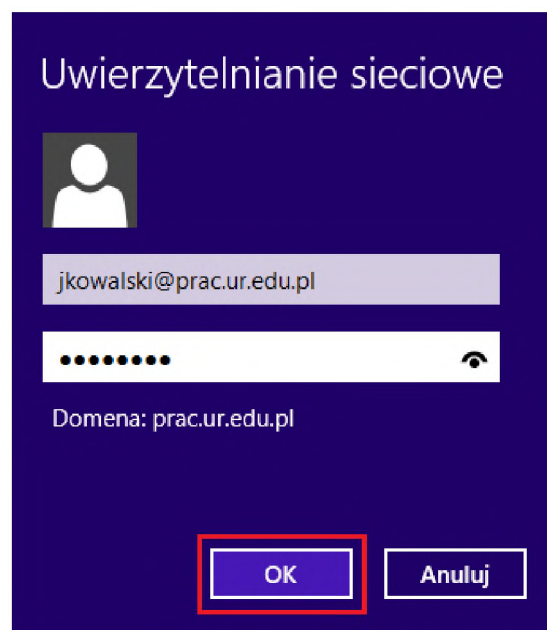 Uwierzytelnianie sieciowe
jkowalski@prac.ur.edu.pl
••••••••
Domena: prac.ur.edu.pl
OK
Anuluj